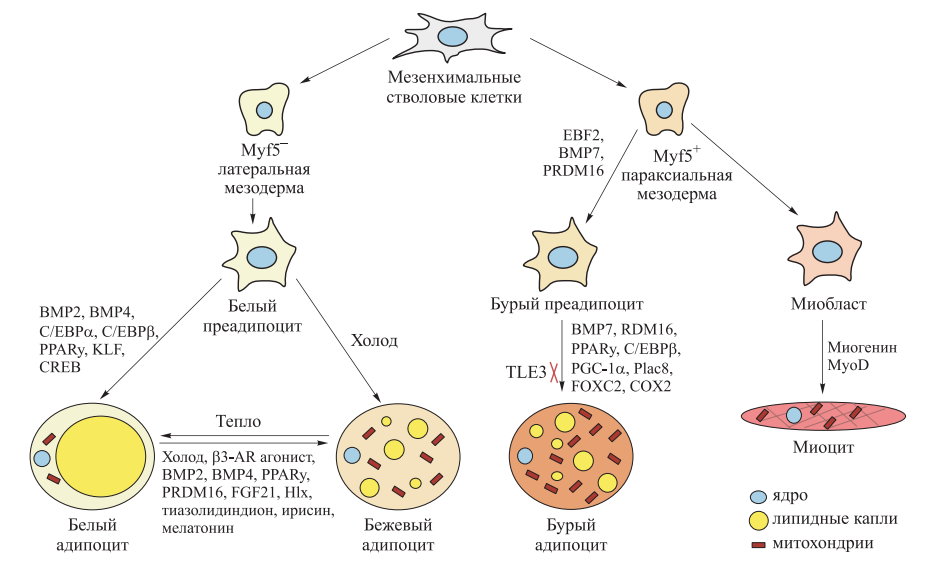 Мезенхимальные
стволовые клетки
Myf5⁻
латеральная
мезодерма
EBF2,
BMP7,
PRDM16
Myf5⁺
параксиальная
мезодерма
Белый
преадипоцит
Бурый преадипоцит
Миобласт
BMP2, BMP4,
C/EBPα, C/EBPβ,
PPARy, KLF,
CREB
Холод
TLE3
BMP7, RDM16,
PPARy, C/EBPβ,
PGC-1α, Plac8,
FOXC2, COX2
Миогенин
MyoD
Тепло
Холод, β3-AR агонист,
BMP2, BMP4, PPARy,
PRDM16, FGF21, Hlx,
тиазолидиндион, ирисин,
мелатонин
Белый
адипоцит
Бежевый
адипоцит
Бурый
адипоцит
Миоцит
ядро
липидные капли
митохондрии